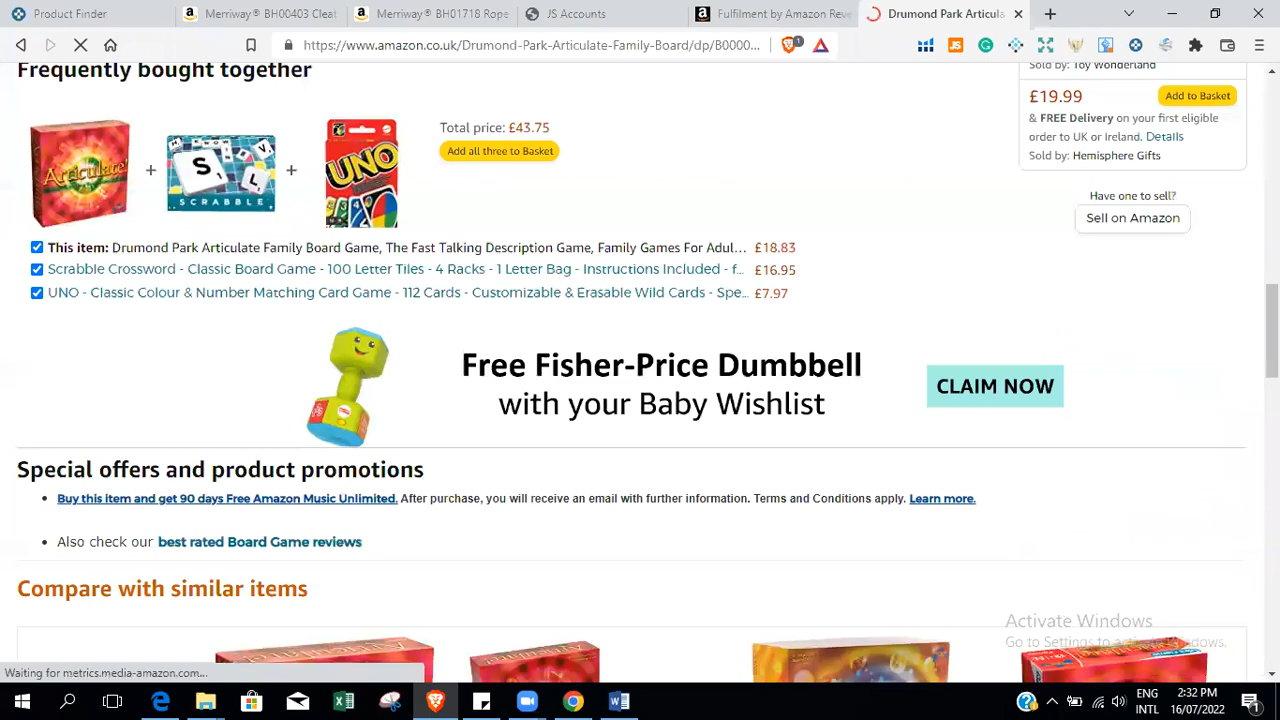 Product Finder
Merriway® BH00403 Cleat
Merriway® BH01718 Rope
JS Accounts
Fulfilment by Amazon Reve
Drumond Park Articula
https://www.amazon.co.uk/Drumond-Park-Articulate-Family-Board/dp/B0000...
1
Frequently bought together
Sold by: Toy Wonderland
£19.99
Add to Basket
& FREE Delivery on your first eligible
order to UK or Ireland. Details
Sold by: Hemisphere Gifts
Have one to sell?
Sell on Amazon
Articulate!
+
S
V
L
SCRABBLE
+
UNO
Total price: £43.75
Add all three to Basket
This item: Drumond Park Articulate Family Board Game, The Fast Talking Description Game, Family Games For Adul... £18.83
Scrabble Crossword - Classic Board Game - 100 Letter Tiles - 4 Racks - 1 Letter Bag - Instructions Included - f... £16.95
UNO - Classic Colour & Number Matching Card Game - 112 Cards - Customizable & Erasable Wild Cards - Spe... £7.97
Free Fisher-Price Dumbbell
with your Baby Wishlist
CLAIM NOW
Special offers and product promotions
• Buy this item and get 90 days Free Amazon Music Unlimited. After purchase, you will receive an email with further information. Terms and Conditions apply. Learn more.
• Also check our best rated Board Game reviews
Compare with similar items
Activate Windows
Go to Settings to activate Windows.
Waiting for metrics.media-amazon.com...
ENG
INTL
2:32 PM
16/07/2022
1